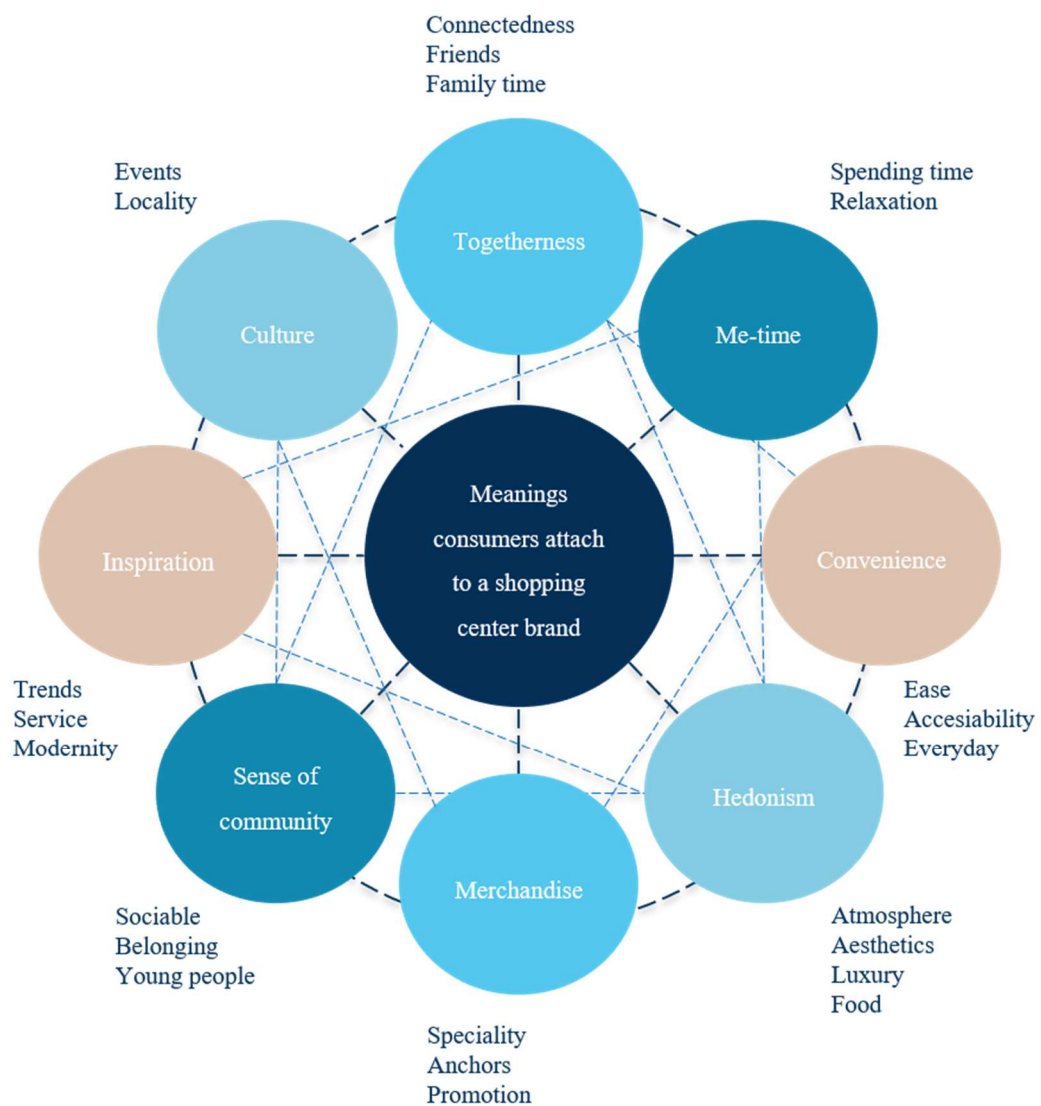 Connectedness
Friends
Family time
Events
Locality
Spending time
Relaxation
Togetherness
Culture
Me-time
Meanings
consumers attach
to a shopping
center brand
Inspiration
Convenience
Trends
Service
Modernity
Ease
Accesiability
Everyday
Sense of
community
Hedonism
Merchandise
Sociable
Belonging
Young people
Atmosphere
Aesthetics
Luxury
Food
Speciality
Anchors
Promotion